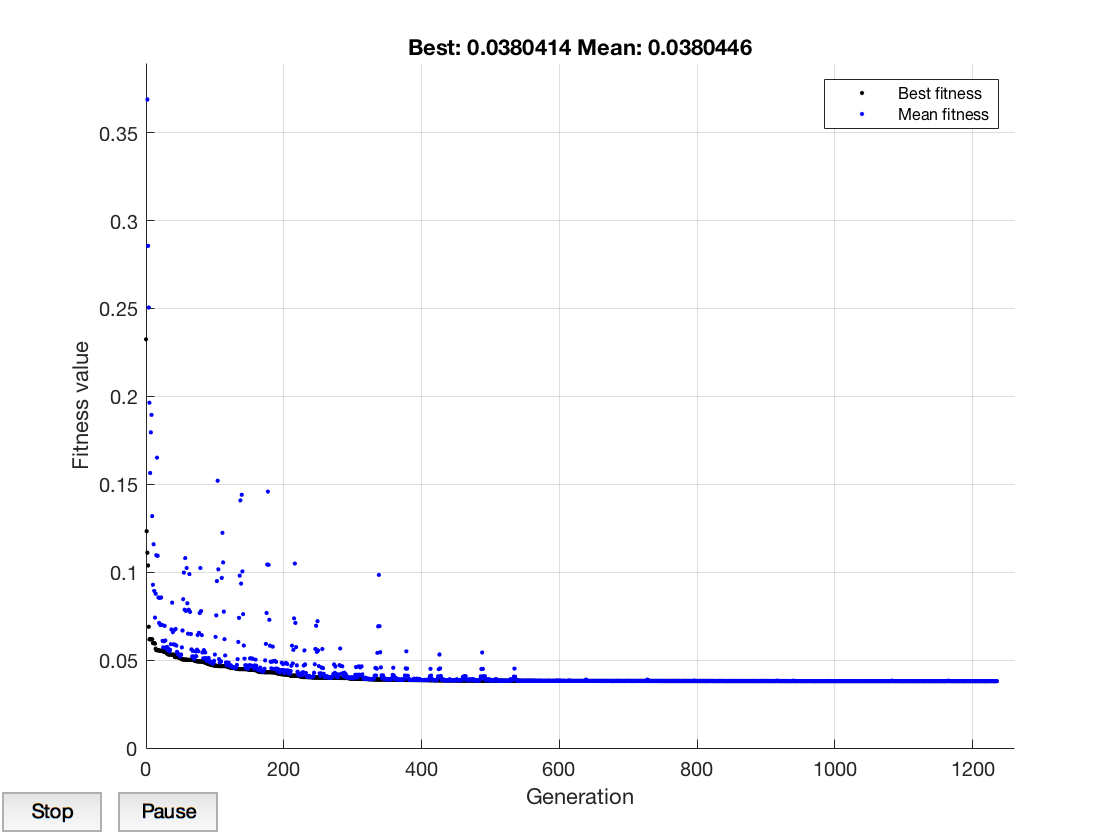 Best: 0.0380414 Mean: 0.0380446
Best fitness
Mean fitness
Fitness value
0.35
0.3
0.25
0.2
0.15
0.1
0.05
0
0 200 400 600 800 1000 1200
Generation
Stop Pause